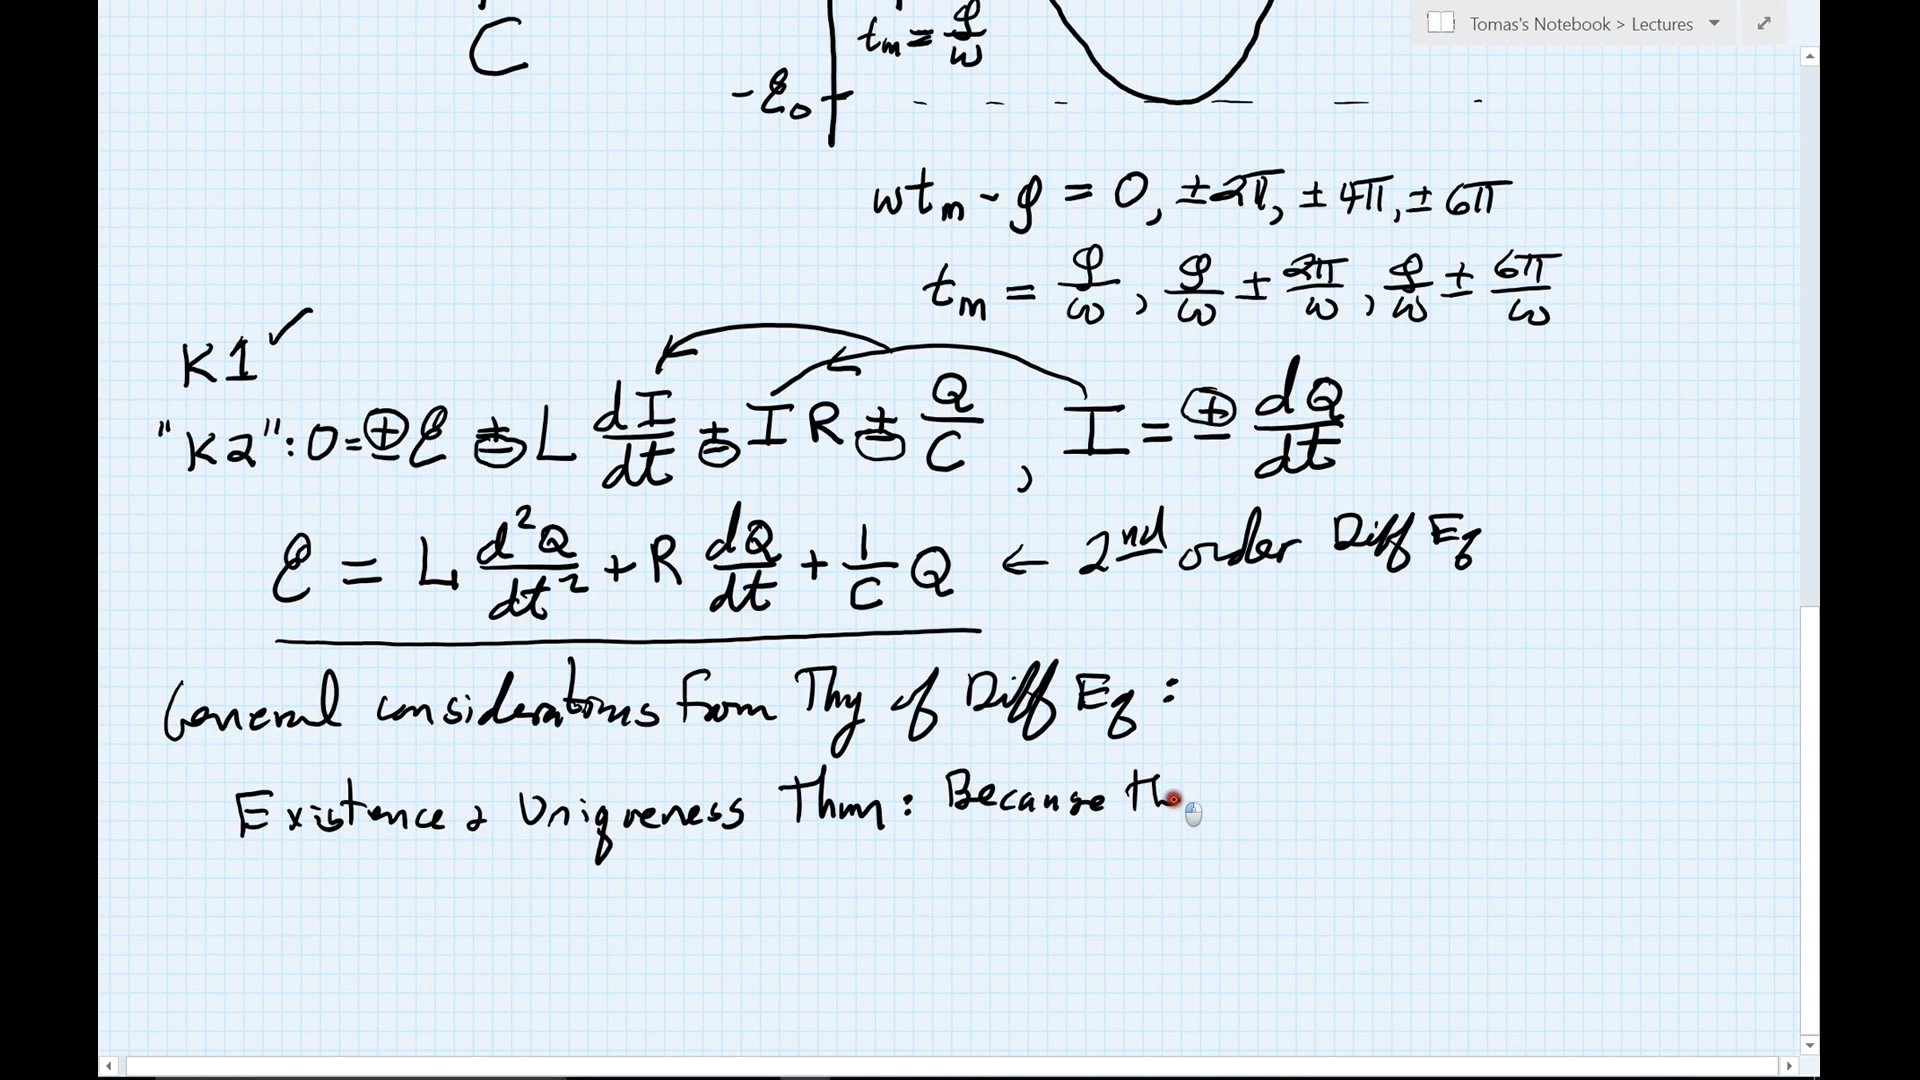 Tomas's Notebook > Lectures
C
t_m = φ/ω
-ℰ₀
ωt_m - φ = 0, ±2π, ±4π, ±6π
t_m = φ/ω, φ/ω ± 2π/ω, φ/ω ± 6π/ω
K1 ✓
"K2": 0 = ±ℰ ± L dI/dt ± IR ± Q/C , I = ± dQ/dt
ℰ = L d²Q/dt² + R dQ/dt + 1/C Q ← 2nd order Diff Eq
General considerations from Thy of Diff Eq:
Existence & Uniqueness Thm: Because th